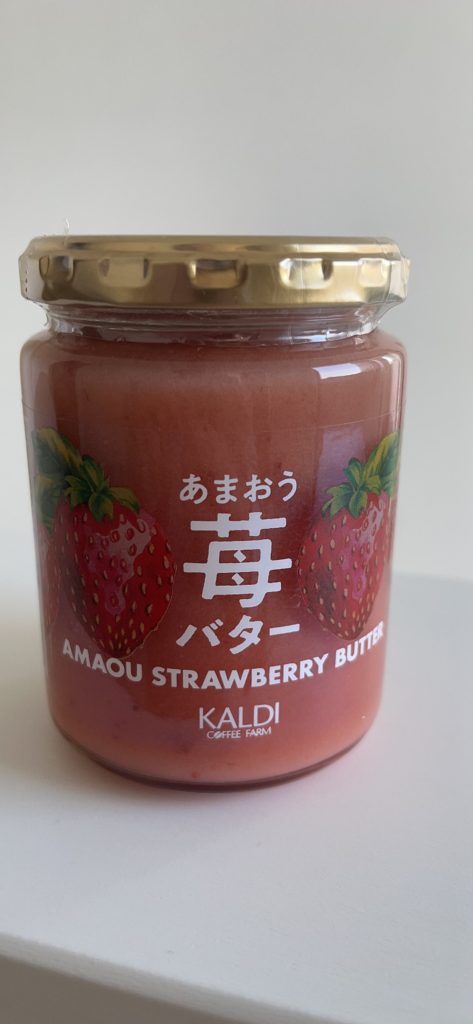 あまおう
苺
バター
AMAOU STRAWBERRY BUTTER
KALDI
COFFEE FARM